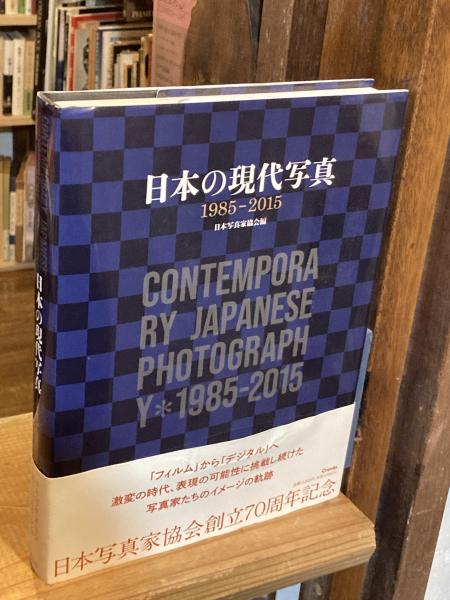 日本の現代写真
1985-2015
日本写真家協会編
CONTEMPORA
RY JAPANESE
PHOTOGRAPH
Y*1985-2015
「フィルム」から「デジタル」へ
激変の時代、表現の可能性に挑戦し続けた
写真家たちのイメージの軌跡
日本写真家協会創立70周年記念
Crevis
日本の現代写真